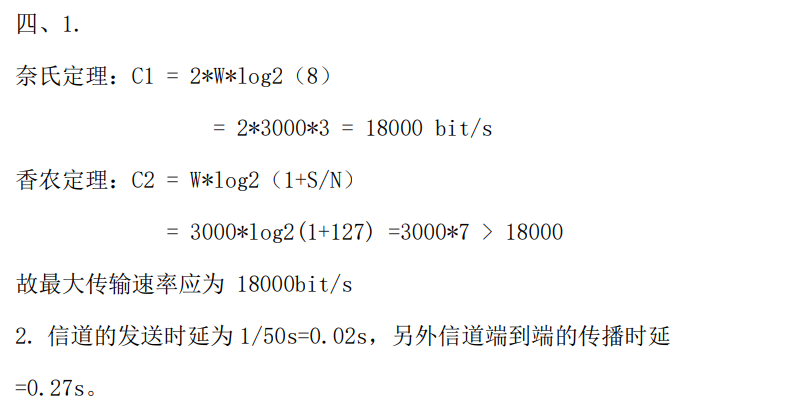 四、1.
奈氏定理：C1 = 2*W*log2（8）
= 2*3000*3 = 18000 bit/s
香农定理：C2 = W*log2（1+S/N）
= 3000*log2(1+127) =3000*7 > 18000
故最大传输速率应为 18000bit/s
2. 信道的发送时延为 1/50s=0.02s，另外信道端到端的传播时延
=0.27s。